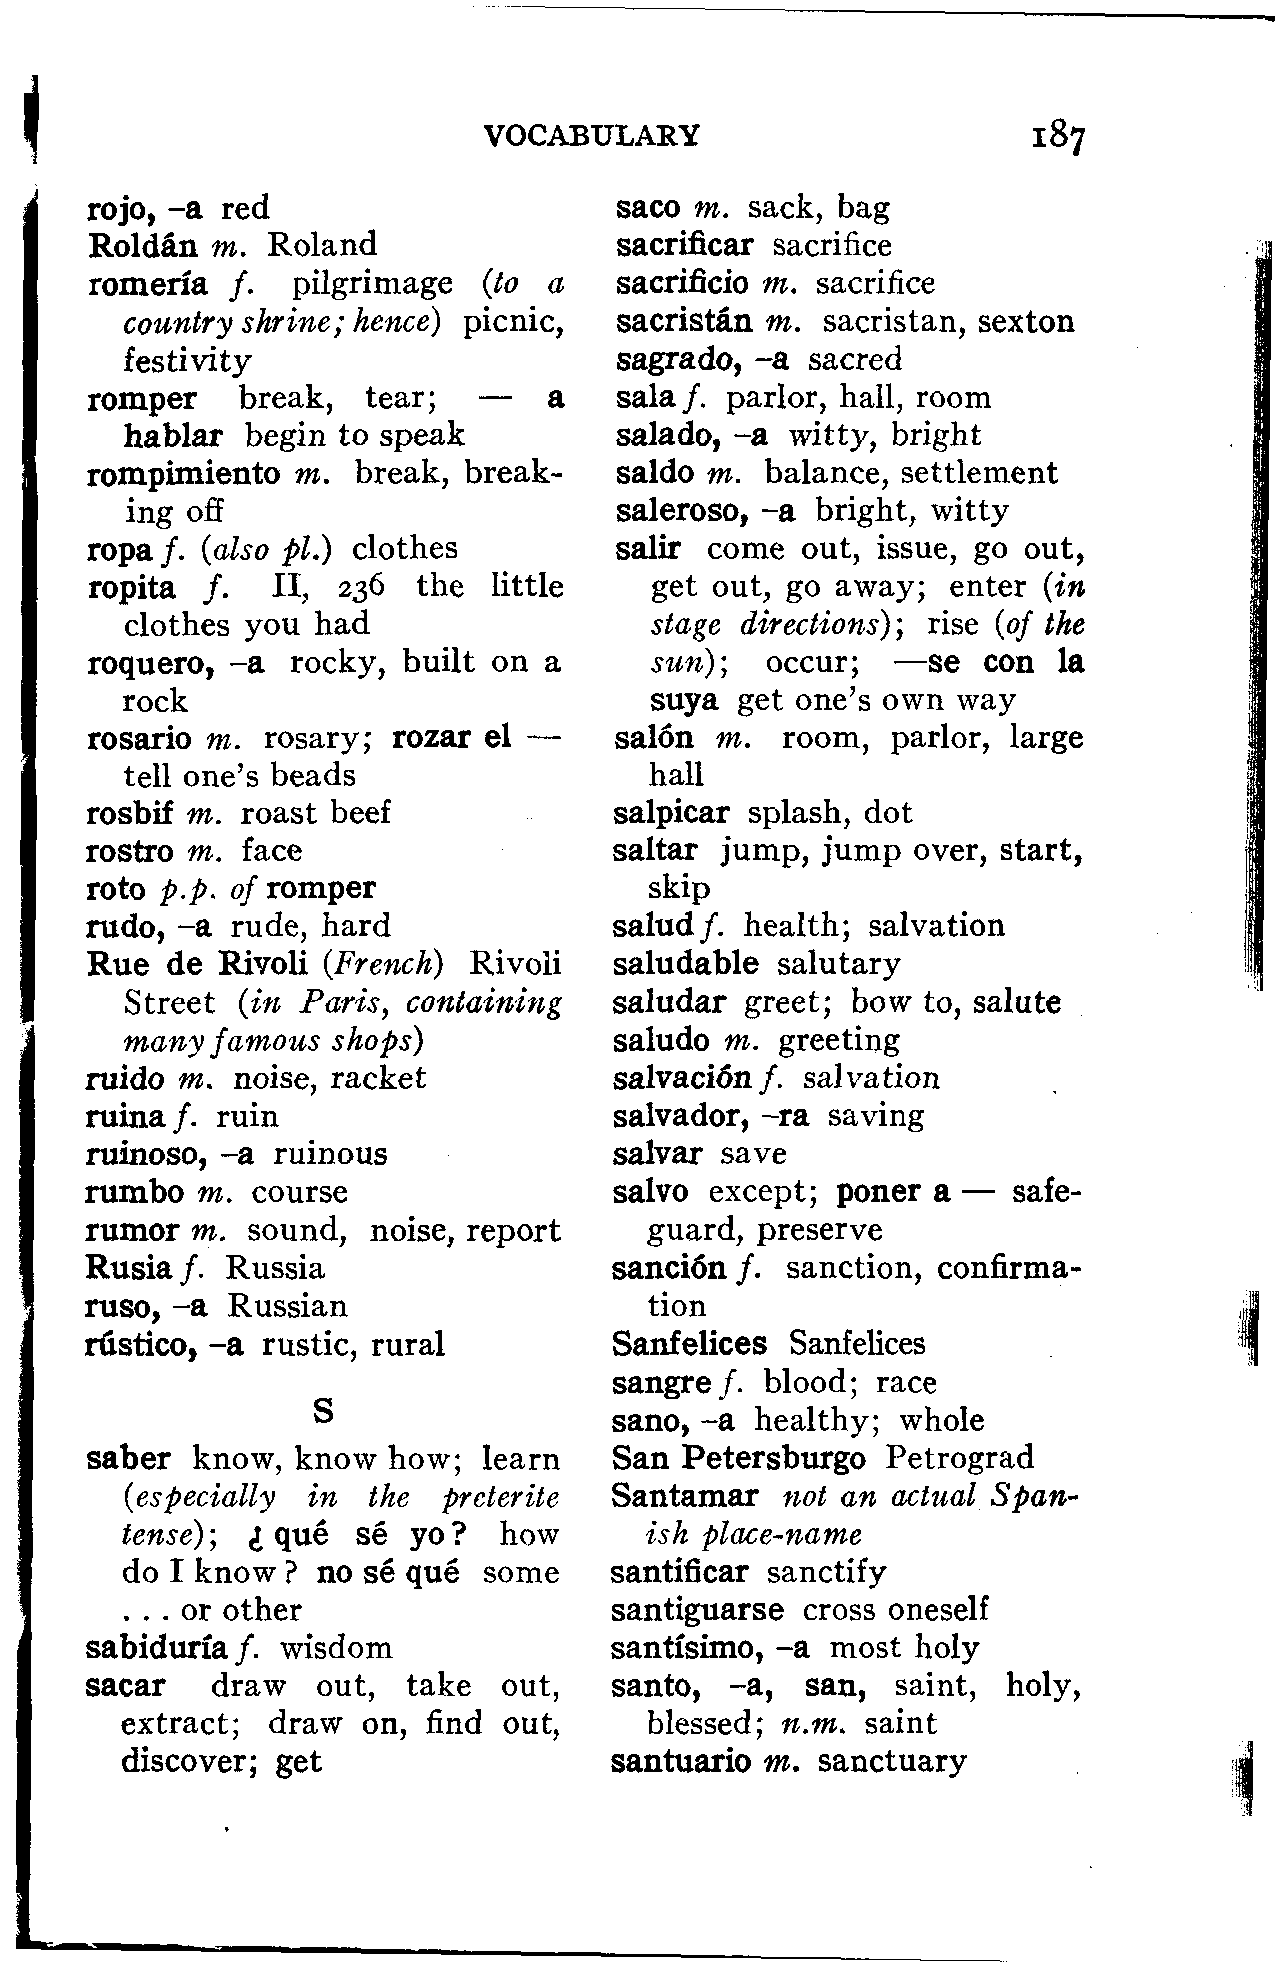 VOCABULARY 187
rojo, –a red
Roldán m. Roland
romería f. pilgrimage (to a
country shrine; hence) picnic,
festivity
romper break, tear; — a
hablar begin to speak
rompimiento m. break, break-
ing off
ropa f. (also pl.) clothes
ropita f. II, 236 the little
clothes you had
roquero, –a rocky, built on a
rock
rosario m. rosary; rozar el —
tell one's beads
rosbif m. roast beef
rostro m. face
roto p.p. of romper
rudo, –a rude, hard
Rue de Rivoli (French) Rivoli
Street (in Paris, containing
many famous shops)
ruido m. noise, racket
ruina f. ruin
ruinoso, –a ruinous
rumbo m. course
rumor m. sound, noise, report
Rusia f. Russia
ruso, –a Russian
rústico, –a rustic, rural
S
saber know, know how; learn
(especially in the preterite
tense); ¿ qué sé yo? how
do I know? no sé qué some
. . . or other
sabiduría f. wisdom
sacar draw out, take out,
extract; draw on, find out,
discover; get
saco m. sack, bag
sacrificar sacrifice
sacrificio m. sacrifice
sacristán m. sacristan, sexton
sagrado, –a sacred
sala f. parlor, hall, room
salado, –a witty, bright
saldo m. balance, settlement
saleroso, –a bright, witty
salir come out, issue, go out,
get out, go away; enter (in
stage directions); rise (of the
sun); occur; —se con la
suya get one's own way
salón m. room, parlor, large
hall
salpicar splash, dot
saltar jump, jump over, start,
skip
salud f. health; salvation
saludable salutary
saludar greet; bow to, salute
saludo m. greeting
salvación f. salvation
salvador, –ra saving
salvar save
salvo except; poner a — safe-
guard, preserve
sanción f. sanction, confirma-
tion
Sanfelices Sanfelices
sangre f. blood; race
sano, –a healthy; whole
San Petersburgo Petrograd
Santamar not an actual Span-
ish place-name
santificar sanctify
santiguarse cross oneself
santísimo, –a most holy
santo, –a, san, saint, holy,
blessed; n.m. saint
santuario m. sanctuary